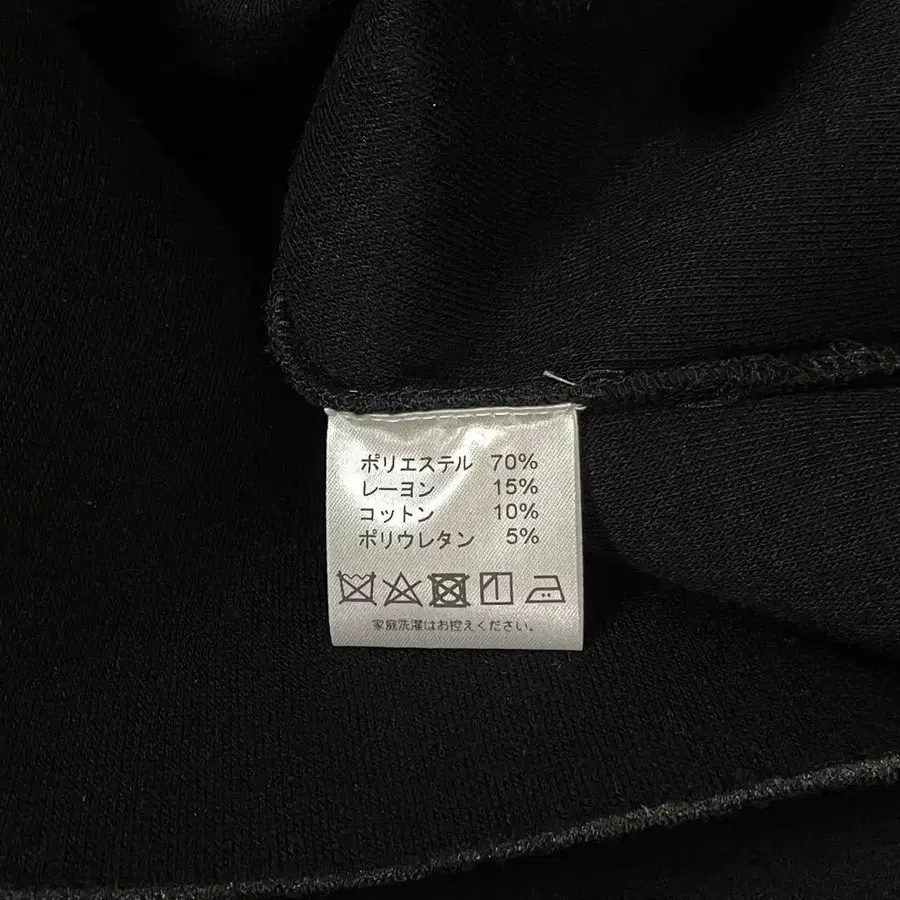 ポリエステル 70%
レーヨン 15%
コットン 10%
ポリウレタン 5%
家庭洗濯はお控えください。